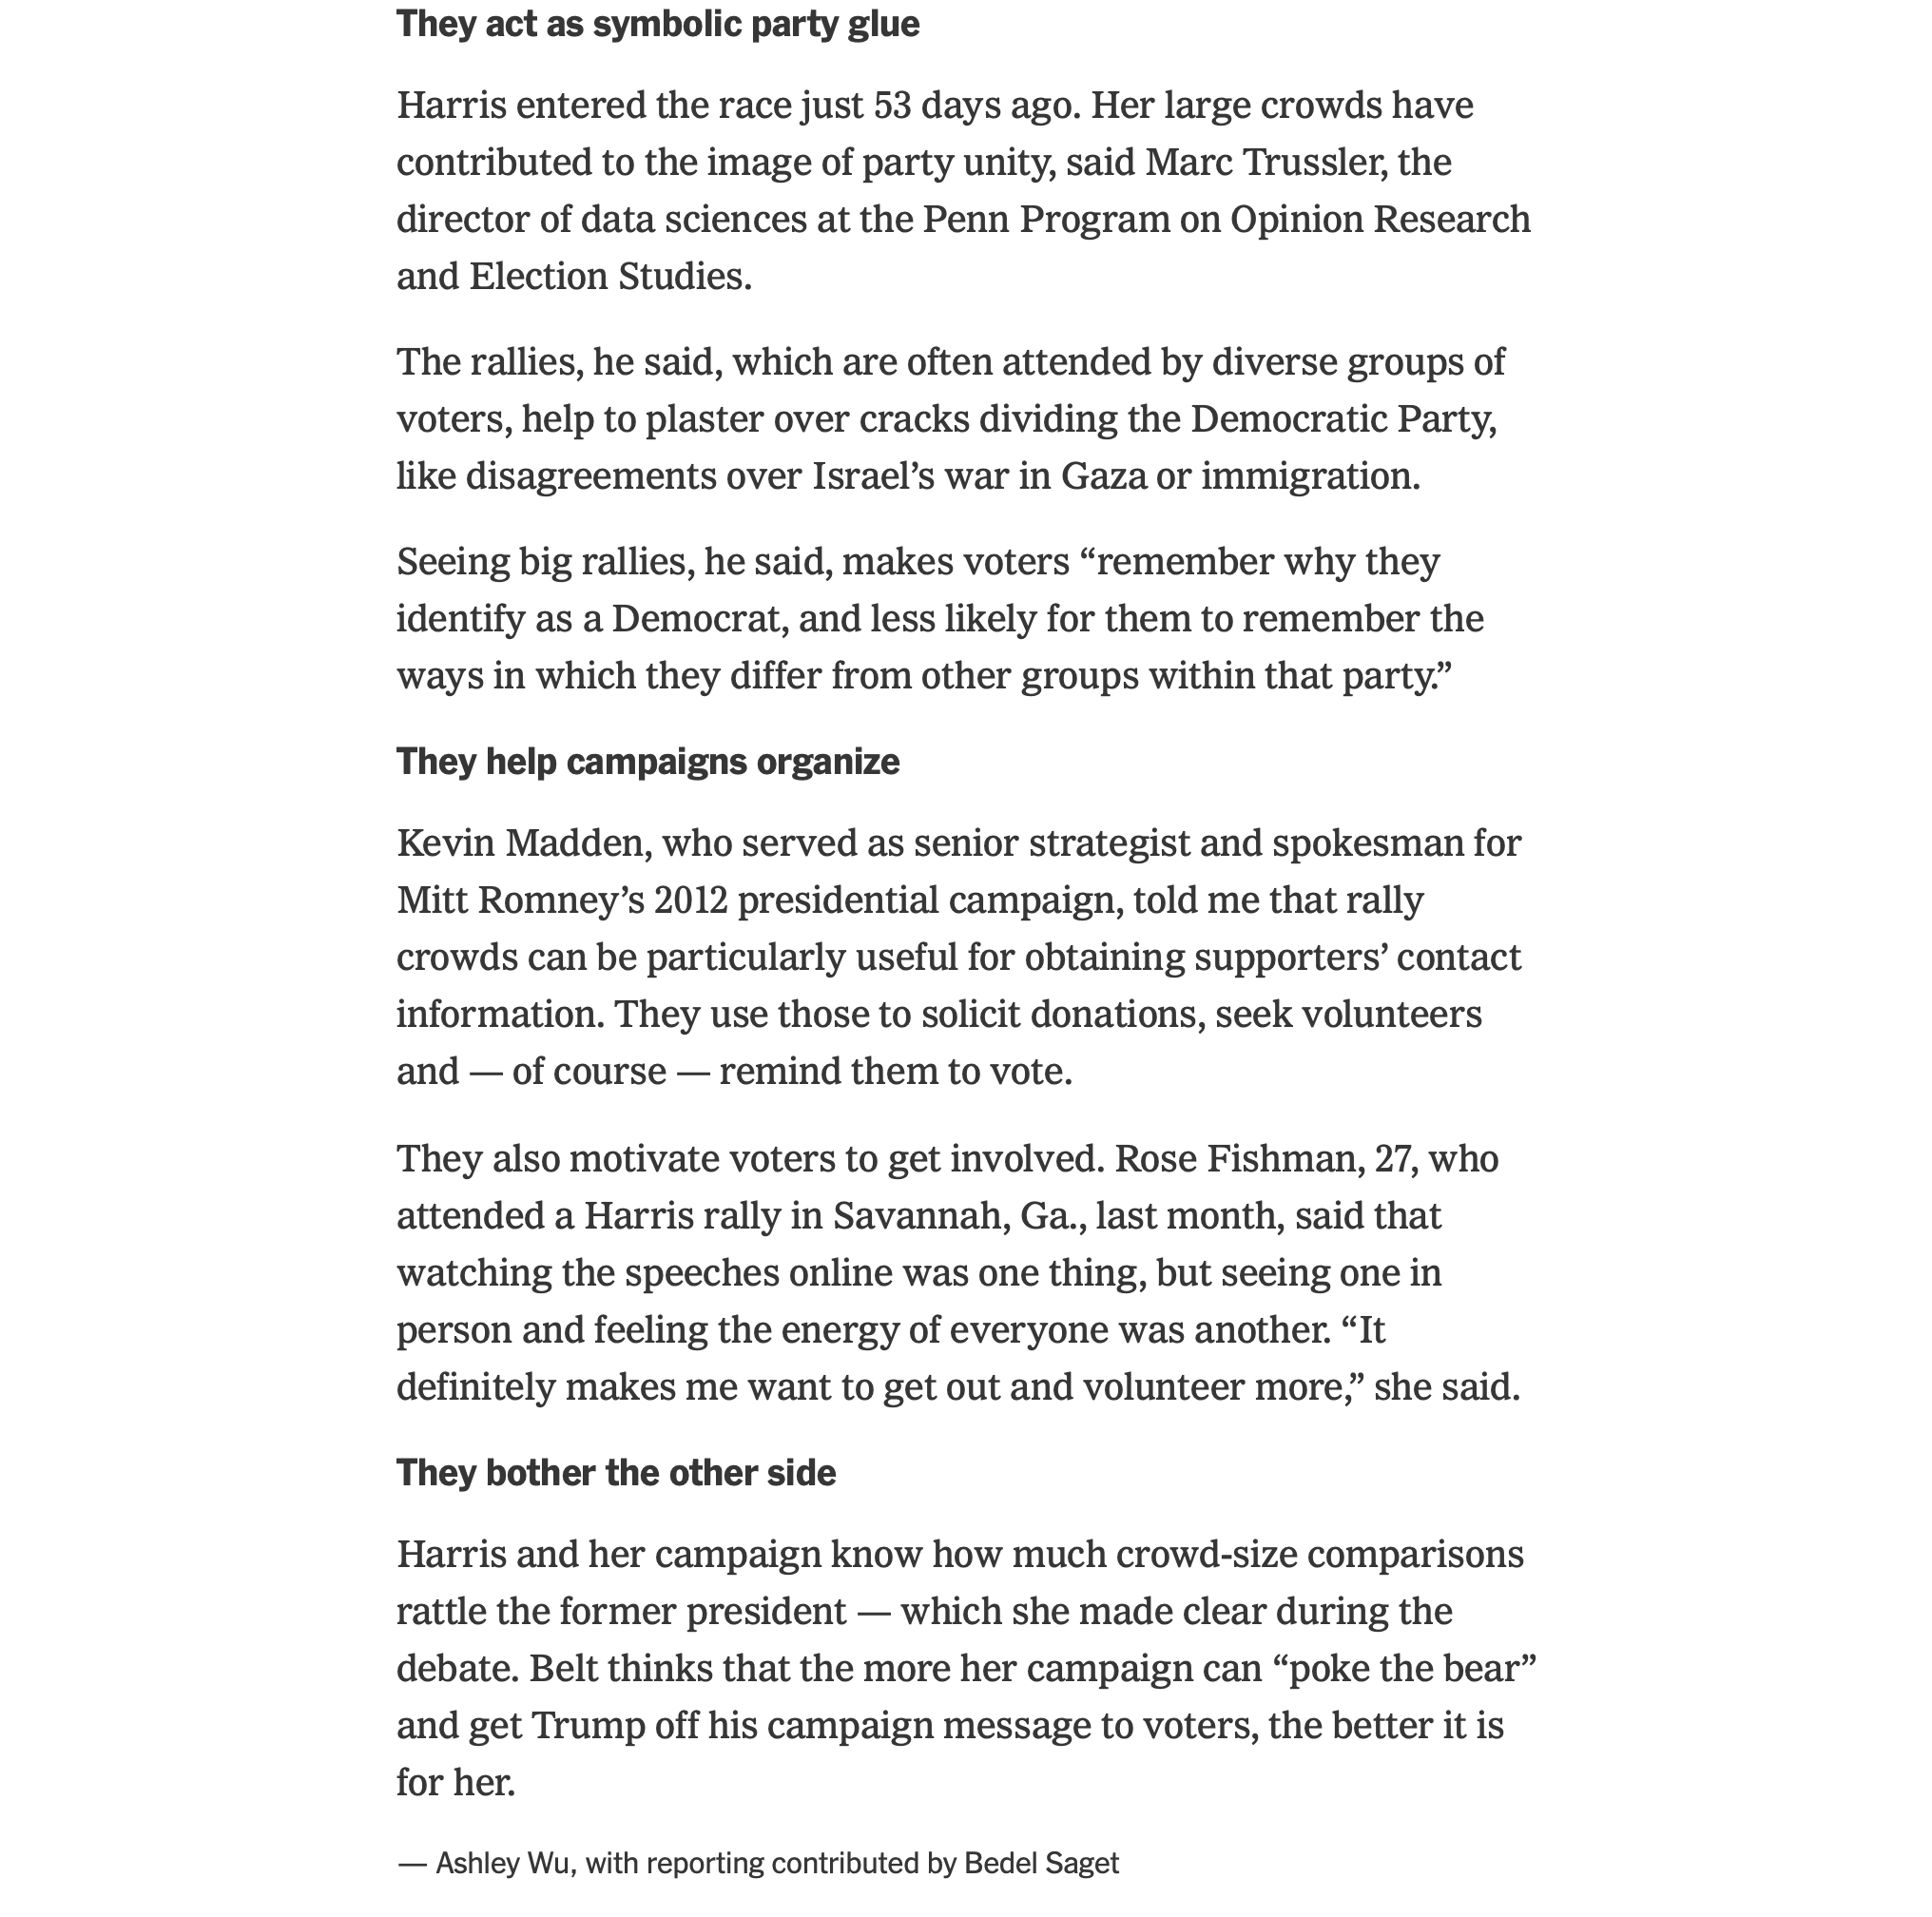 They act as symbolic party glue
Harris entered the race just 53 days ago. Her large crowds have
contributed to the image of party unity, said Marc Trussler, the
director of data sciences at the Penn Program on Opinion Research
and Election Studies.
The rallies, he said, which are often attended by diverse groups of
voters, help to plaster over cracks dividing the Democratic Party,
like disagreements over Israel’s war in Gaza or immigration.
Seeing big rallies, he said, makes voters “remember why they
identify as a Democrat, and less likely for them to remember the
ways in which they differ from other groups within that party.”
They help campaigns organize
Kevin Madden, who served as senior strategist and spokesman for
Mitt Romney’s 2012 presidential campaign, told me that rally
crowds can be particularly useful for obtaining supporters’ contact
information. They use those to solicit donations, seek volunteers
and — of course — remind them to vote.
They also motivate voters to get involved. Rose Fishman, 27, who
attended a Harris rally in Savannah, Ga., last month, said that
watching the speeches online was one thing, but seeing one in
person and feeling the energy of everyone was another. “It
definitely makes me want to get out and volunteer more,” she said.
They bother the other side
Harris and her campaign know how much crowd-size comparisons
rattle the former president — which she made clear during the
debate. Belt thinks that the more her campaign can “poke the bear”
and get Trump off his campaign message to voters, the better it is
for her.
— Ashley Wu, with reporting contributed by Bedel Saget